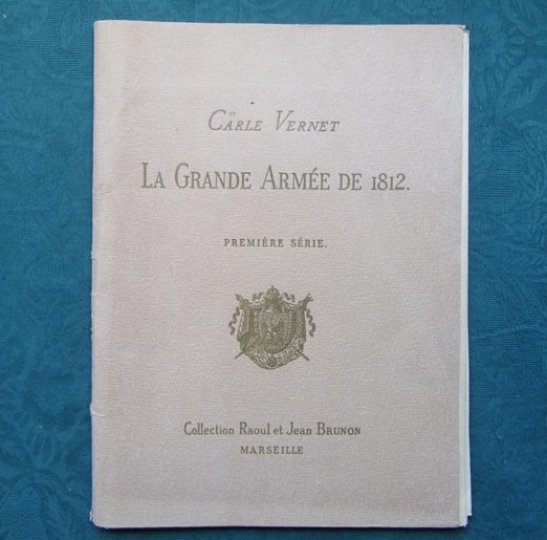 CARLE VERNET
LA GRANDE ARMÉE DE 1812.
PREMIÈRE SÉRIE.
Collection Raoul et Jean BRUNON
MARSEILLE